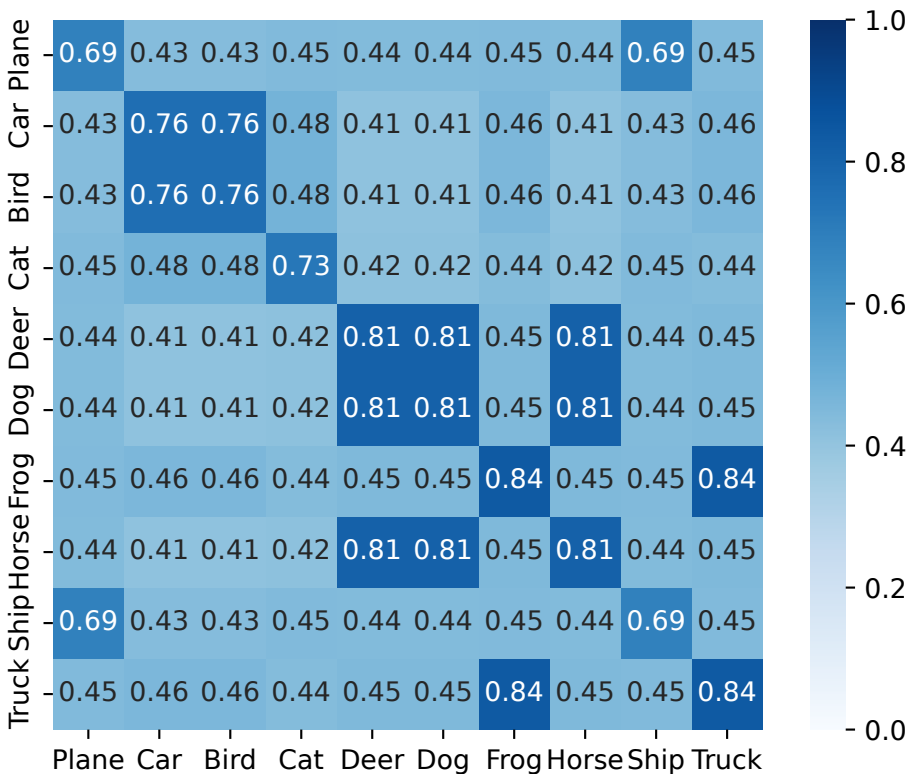 Plane 0.69 0.43 0.43 0.45 0.44 0.44 0.45 0.44 0.69 0.45
Car 0.43 0.76 0.76 0.48 0.41 0.41 0.46 0.41 0.43 0.46
Bird 0.43 0.76 0.76 0.48 0.41 0.41 0.46 0.41 0.43 0.46
Cat 0.45 0.48 0.48 0.73 0.42 0.42 0.44 0.42 0.45 0.44
Deer 0.44 0.41 0.41 0.42 0.81 0.81 0.45 0.81 0.44 0.45
Dog 0.44 0.41 0.41 0.42 0.81 0.81 0.45 0.81 0.44 0.45
Frog 0.45 0.46 0.46 0.44 0.45 0.45 0.84 0.45 0.45 0.84
Horse 0.44 0.41 0.41 0.42 0.81 0.81 0.45 0.81 0.44 0.45
Ship 0.69 0.43 0.43 0.45 0.44 0.44 0.45 0.44 0.69 0.45
Truck 0.45 0.46 0.46 0.44 0.45 0.45 0.84 0.45 0.45 0.84
Plane Car Bird Cat Deer Dog Frog Horse Ship Truck
1.0
0.8
0.6
0.4
0.2
0.0